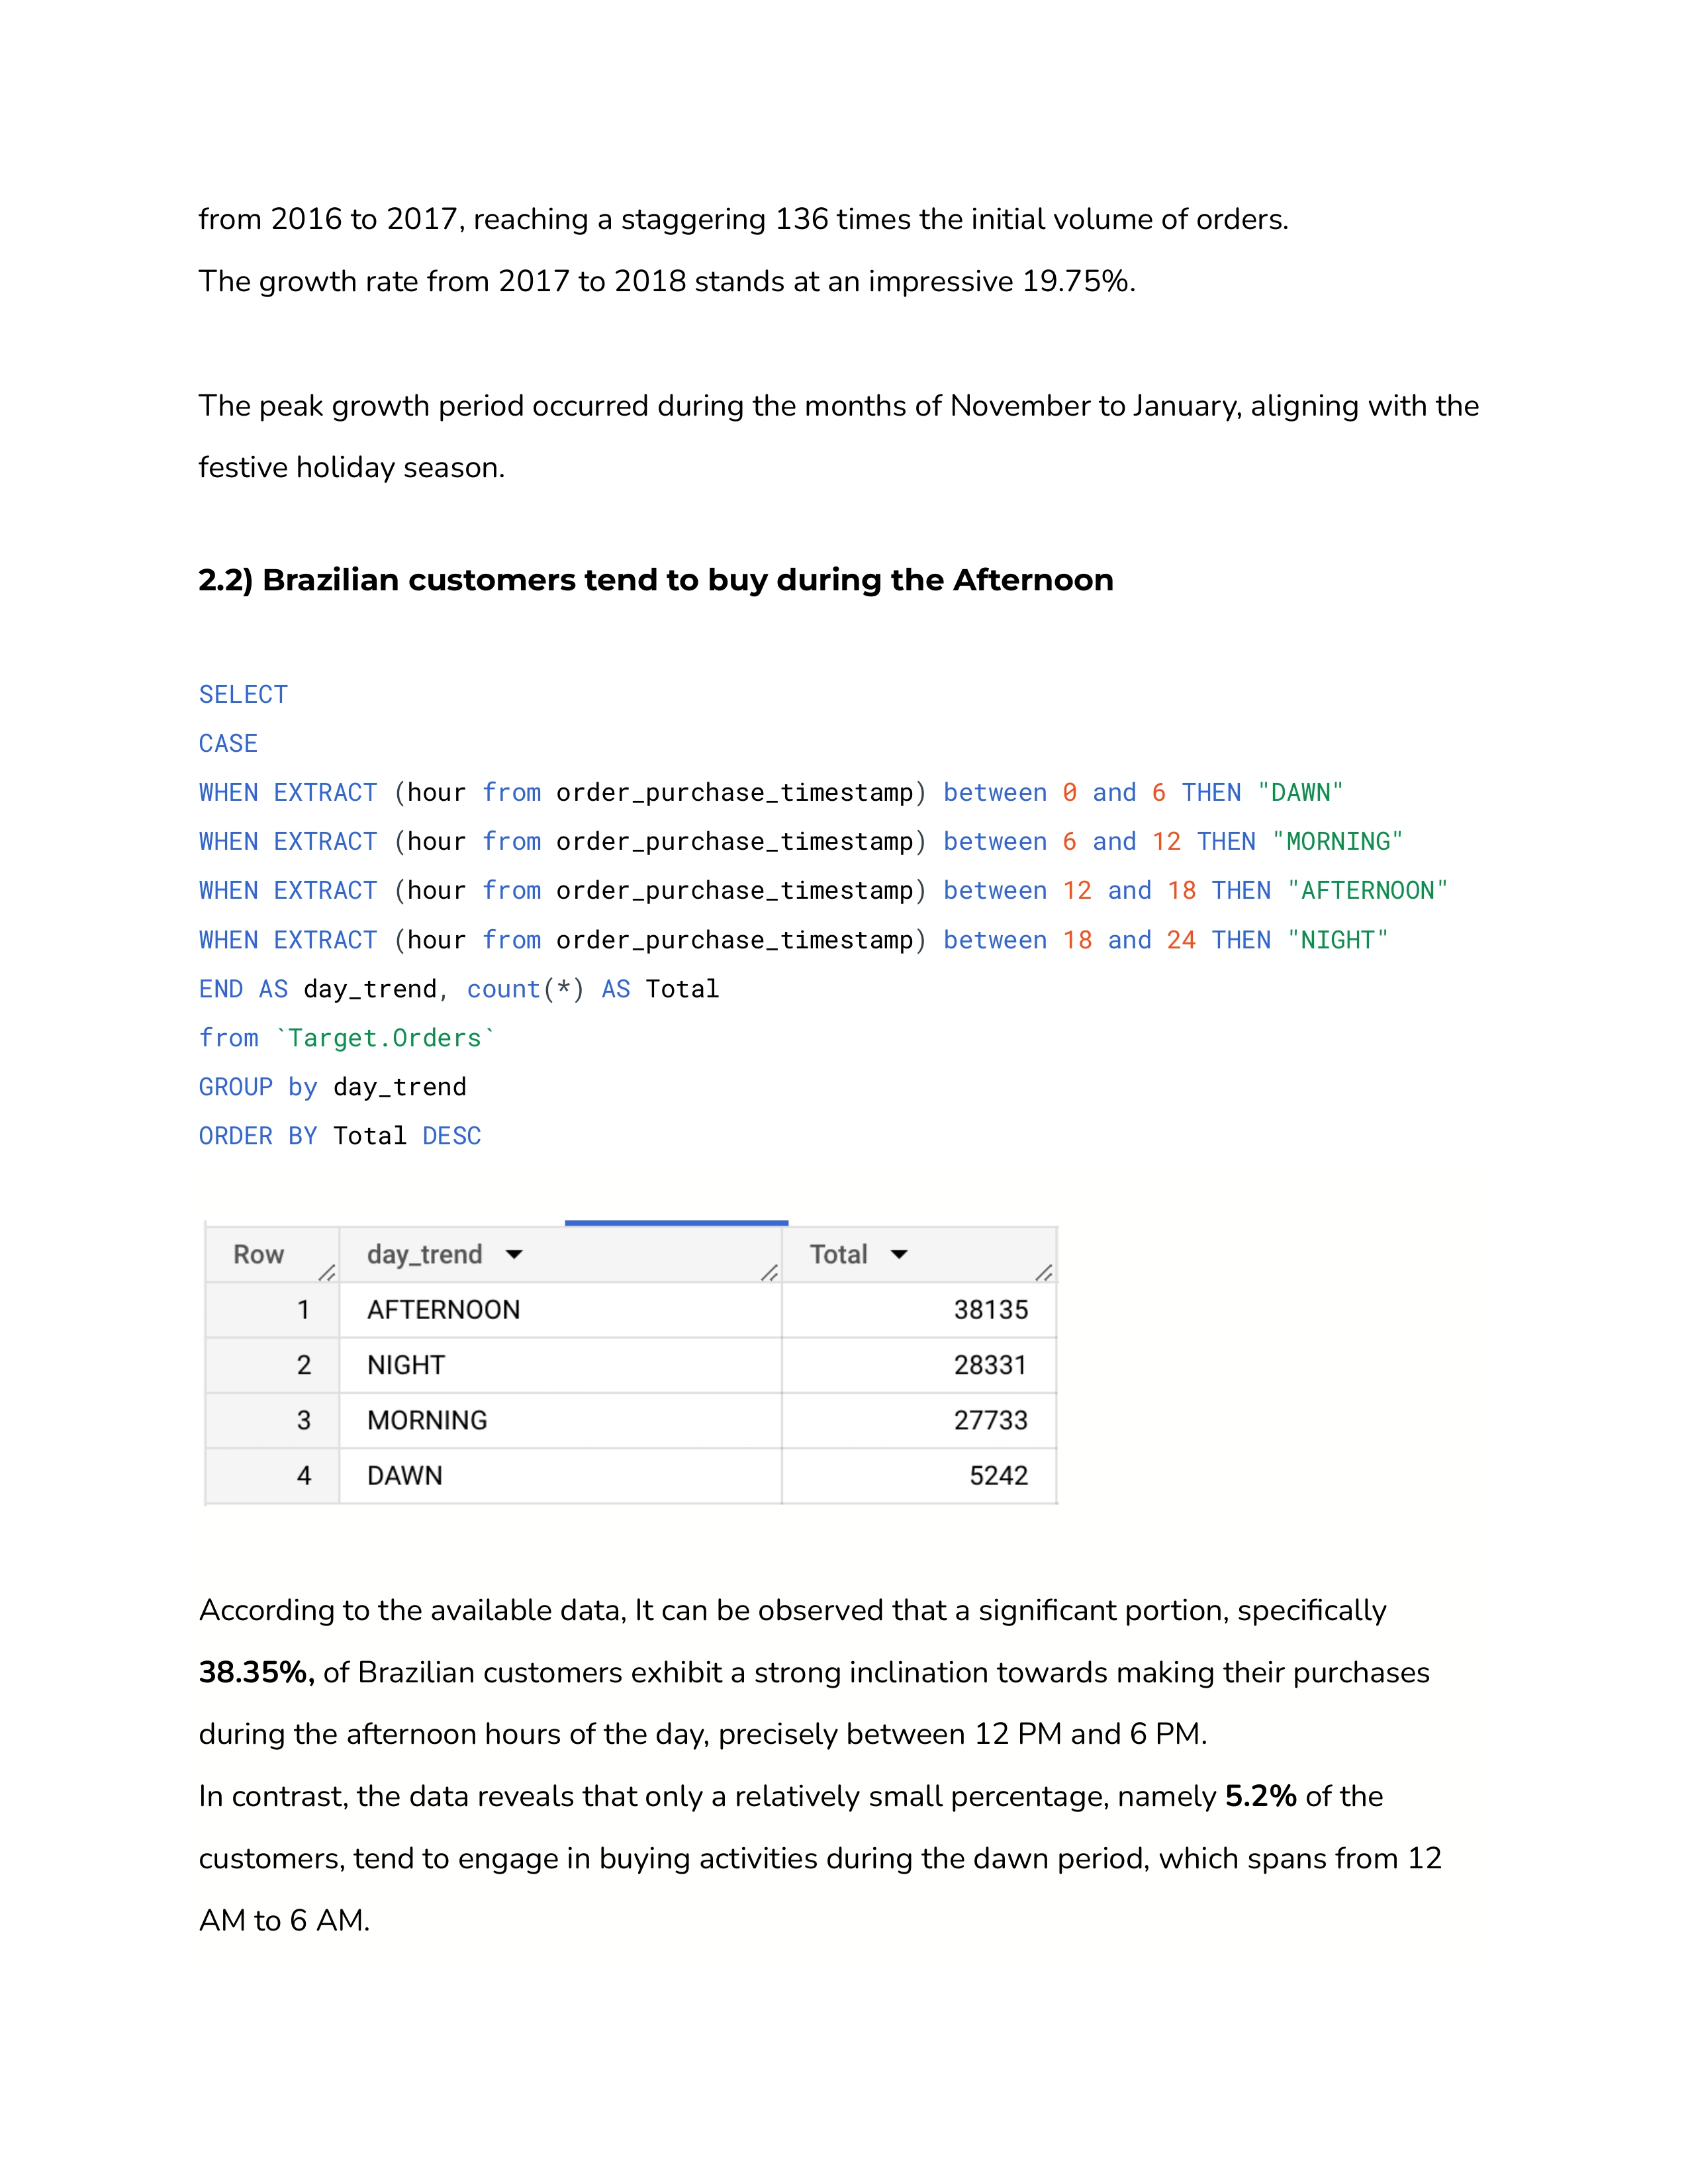 from 2016 to 2017, reaching a staggering 136 times the initial volume of orders.
The growth rate from 2017 to 2018 stands at an impressive 19.75%.
The peak growth period occurred during the months of November to January, aligning with the
festive holiday season.
2.2) Brazilian customers tend to buy during the Afternoon
SELECT
CASE
WHEN EXTRACT (hour from order_purchase_timestamp) between 0 and 6 THEN "DAWN"
WHEN EXTRACT (hour from order_purchase_timestamp) between 6 and 12 THEN "MORNING"
WHEN EXTRACT (hour from order_purchase_timestamp) between 12 and 18 THEN "AFTERNOON"
WHEN EXTRACT (hour from order_purchase_timestamp) between 18 and 24 THEN "NIGHT"
END AS day_trend, count(*) AS Total
from `Target.Orders`
GROUP by day_trend
ORDER BY Total DESC
Row day_trend Total
1 AFTERNOON 38135
2 NIGHT 28331
3 MORNING 27733
4 DAWN 5242
According to the available data, It can be observed that a significant portion, specifically
38.35%, of Brazilian customers exhibit a strong inclination towards making their purchases
during the afternoon hours of the day, precisely between 12 PM and 6 PM.
In contrast, the data reveals that only a relatively small percentage, namely 5.2% of the
customers, tend to engage in buying activities during the dawn period, which spans from 12
AM to 6 AM.